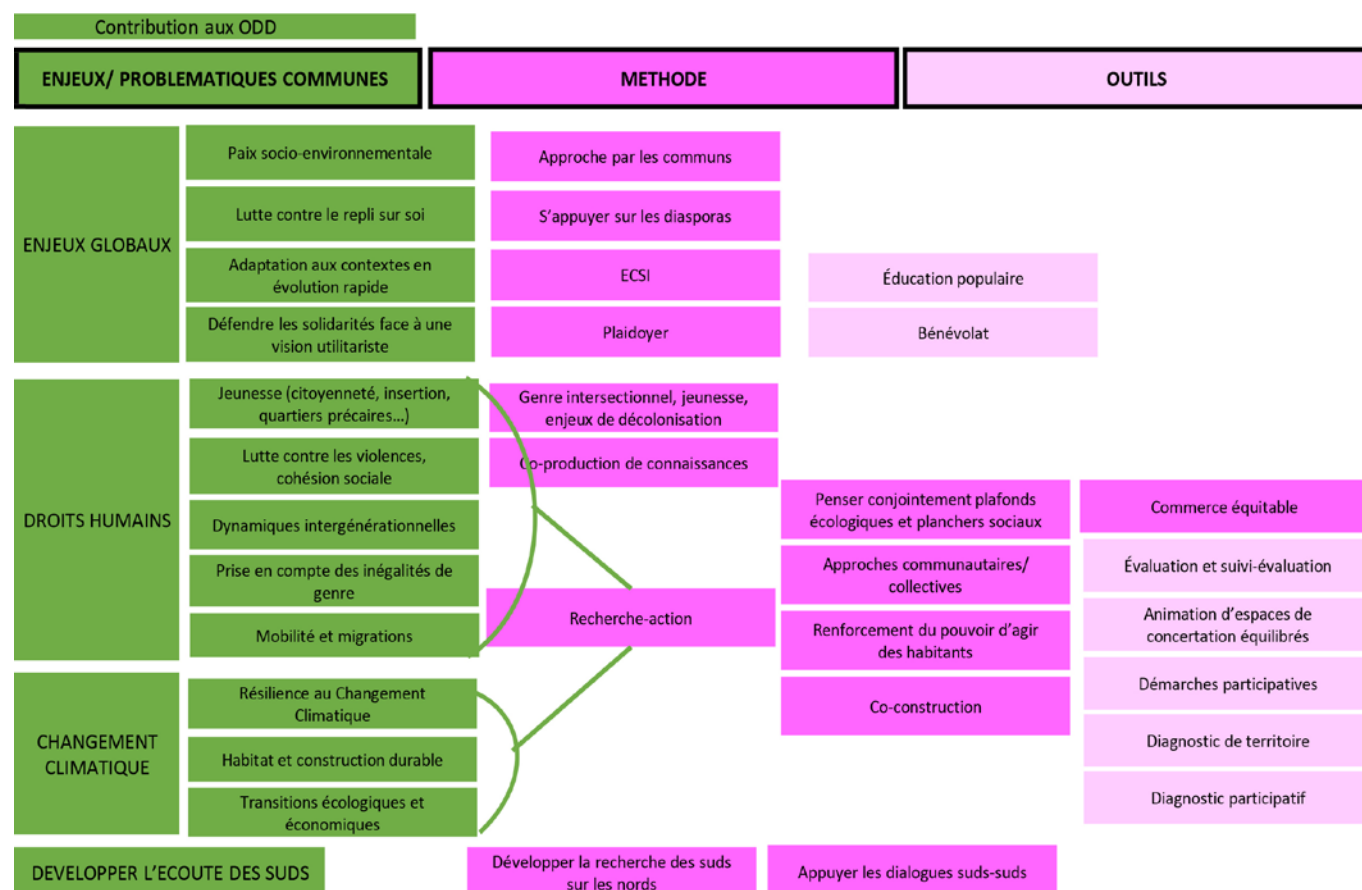 Contribution aux ODD
ENJEUX/ PROBLEMATIQUES COMMUNES
METHODE
OUTILS
ENJEUX GLOBAUX
Paix socio-environnementale
Lutte contre le repli sur soi
Adaptation aux contextes en
évolution rapide
Défendre les solidarités face à une
vision utilitariste
Approche par les communs
S'appuyer sur les diasporas
ECSI
Plaidoyer
Éducation populaire
Bénévolat
DROITS HUMAINS
Jeunesse (citoyenneté, insertion,
quartiers précaires...)
Lutte contre les violences,
cohésion sociale
Dynamiques intergénérationnelles
Prise en compte des inégalités de
genre
Mobilité et migrations
Genre intersectionnel, jeunesse,
enjeux de décolonisation
Co-production de connaissances
Recherche-action
Penser conjointement plafonds
écologiques et planchers sociaux
Approches communautaires/
collectives
Renforcement du pouvoir d'agir
des habitants
Co-construction
Commerce équitable
Évaluation et suivi-évaluation
Animation d'espaces de
concertation équilibrés
Démarches participatives
Diagnostic de territoire
Diagnostic participatif
CHANGEMENT
CLIMATIQUE
Résilience au Changement
Climatique
Habitat et construction durable
Transitions écologiques et
économiques
DEVELOPPER L'ECOUTE DES SUDS
Développer la recherche des suds
sur les nords
Appuyer les dialogues suds-suds